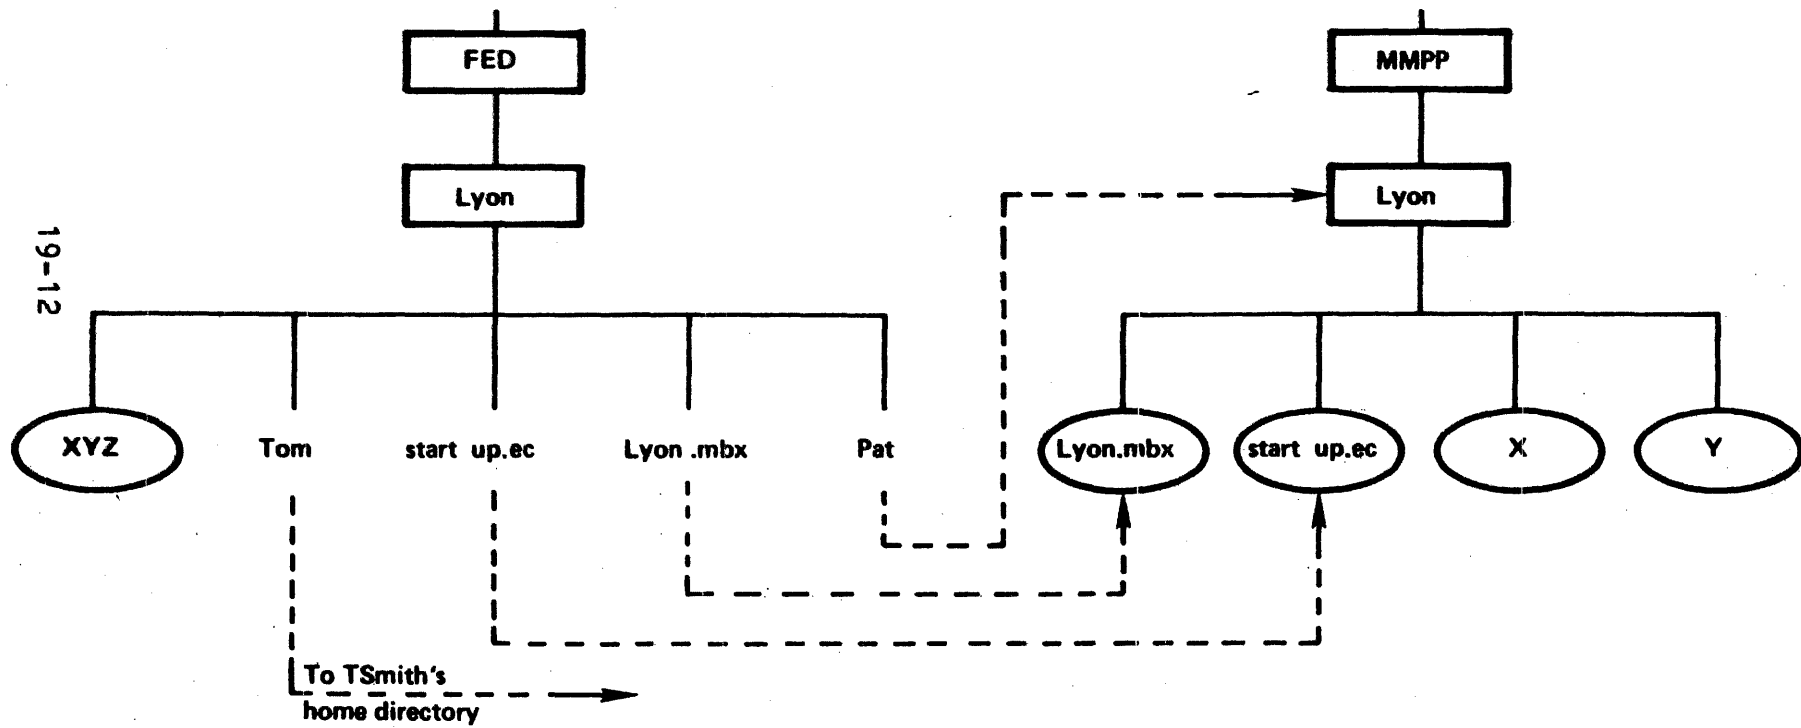 FED
MMPP
Lyon
Lyon
19-12
XYZ
Tom
start up.ec
Lyon .mbx
Pat
Lyon.mbx
start up.ec
X
Y
To TSmith's
home directory